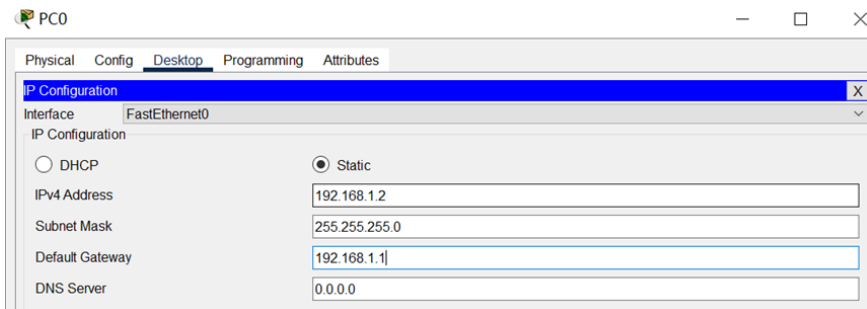 PC0
Physical Config Desktop Programming Attributes
IP Configuration X
Interface FastEthernet0
IP Configuration
DHCP Static
IPv4 Address 192.168.1.2
Subnet Mask 255.255.255.0
Default Gateway 192.168.1.1
DNS Server 0.0.0.0